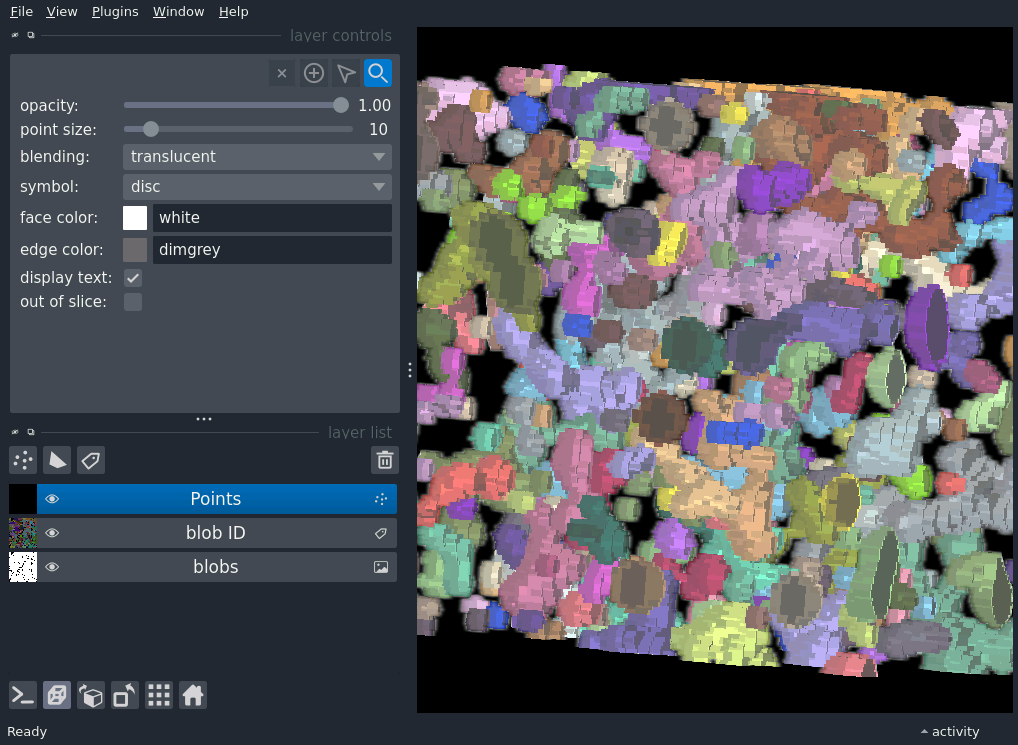 File View Plugins Window Help
layer controls
opacity: 1.00
point size: 10
blending: translucent
symbol: disc
face color: white
edge color: dimgrey
display text:
out of slice:
layer list
Points
blob ID
blobs
Ready activity